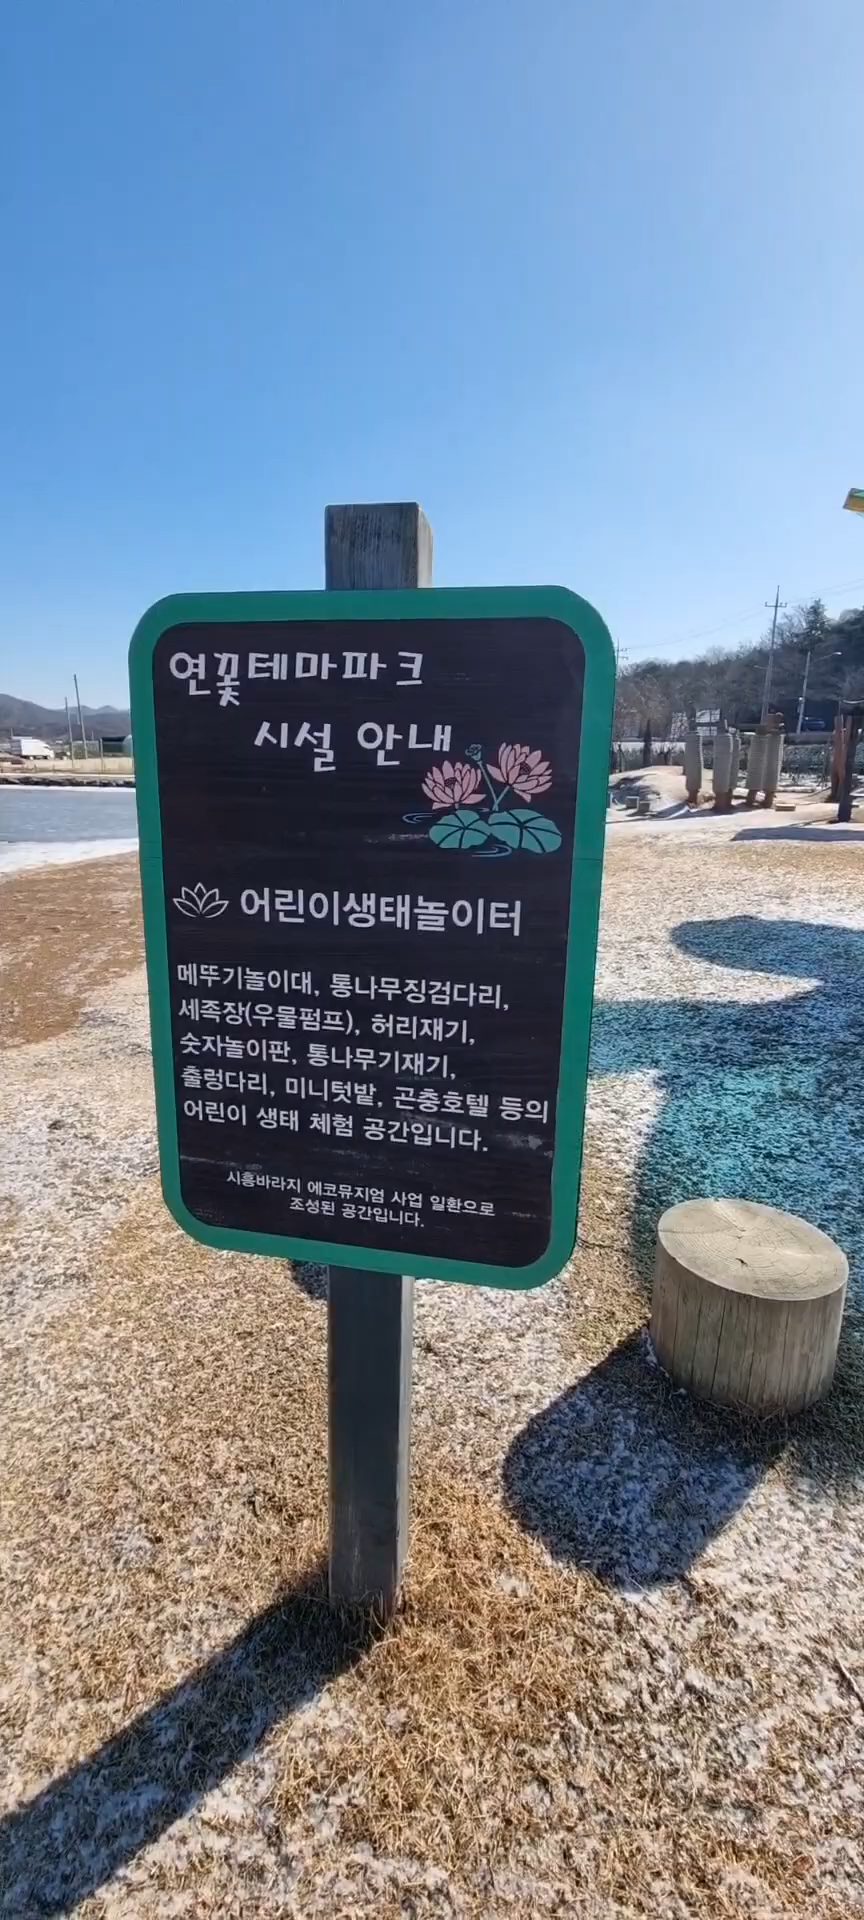 연꽃테마파크
시설 안내
어린이생태놀이터
메뚜기놀이대, 통나무징검다리,
세족장(우물펌프), 허리재기,
숫자놀이판, 통나무기재기,
출렁다리, 미니텃밭, 곤충호텔 등의
어린이 생태 체험 공간입니다.
시흥바라지 에코뮤지엄 사업 일환으로
조성된 공간입니다.